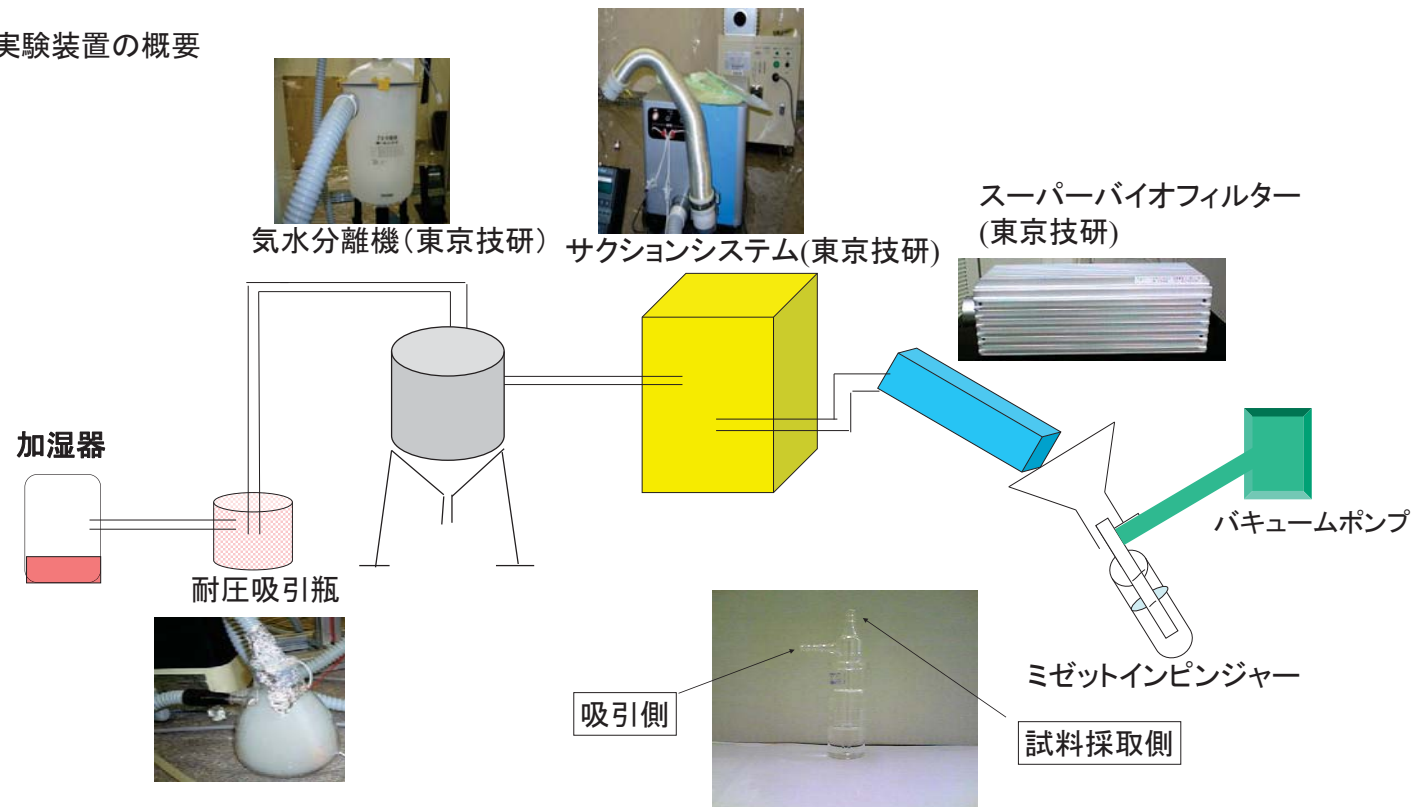 実験装置の概要
気水分離機(東京技研)
サクションシステム(東京技研)
スーパーバイオフィルター
(東京技研)
加湿器
耐圧吸引瓶
バキュームポンプ
ミゼットインピンジャー
吸引側
試料採取側